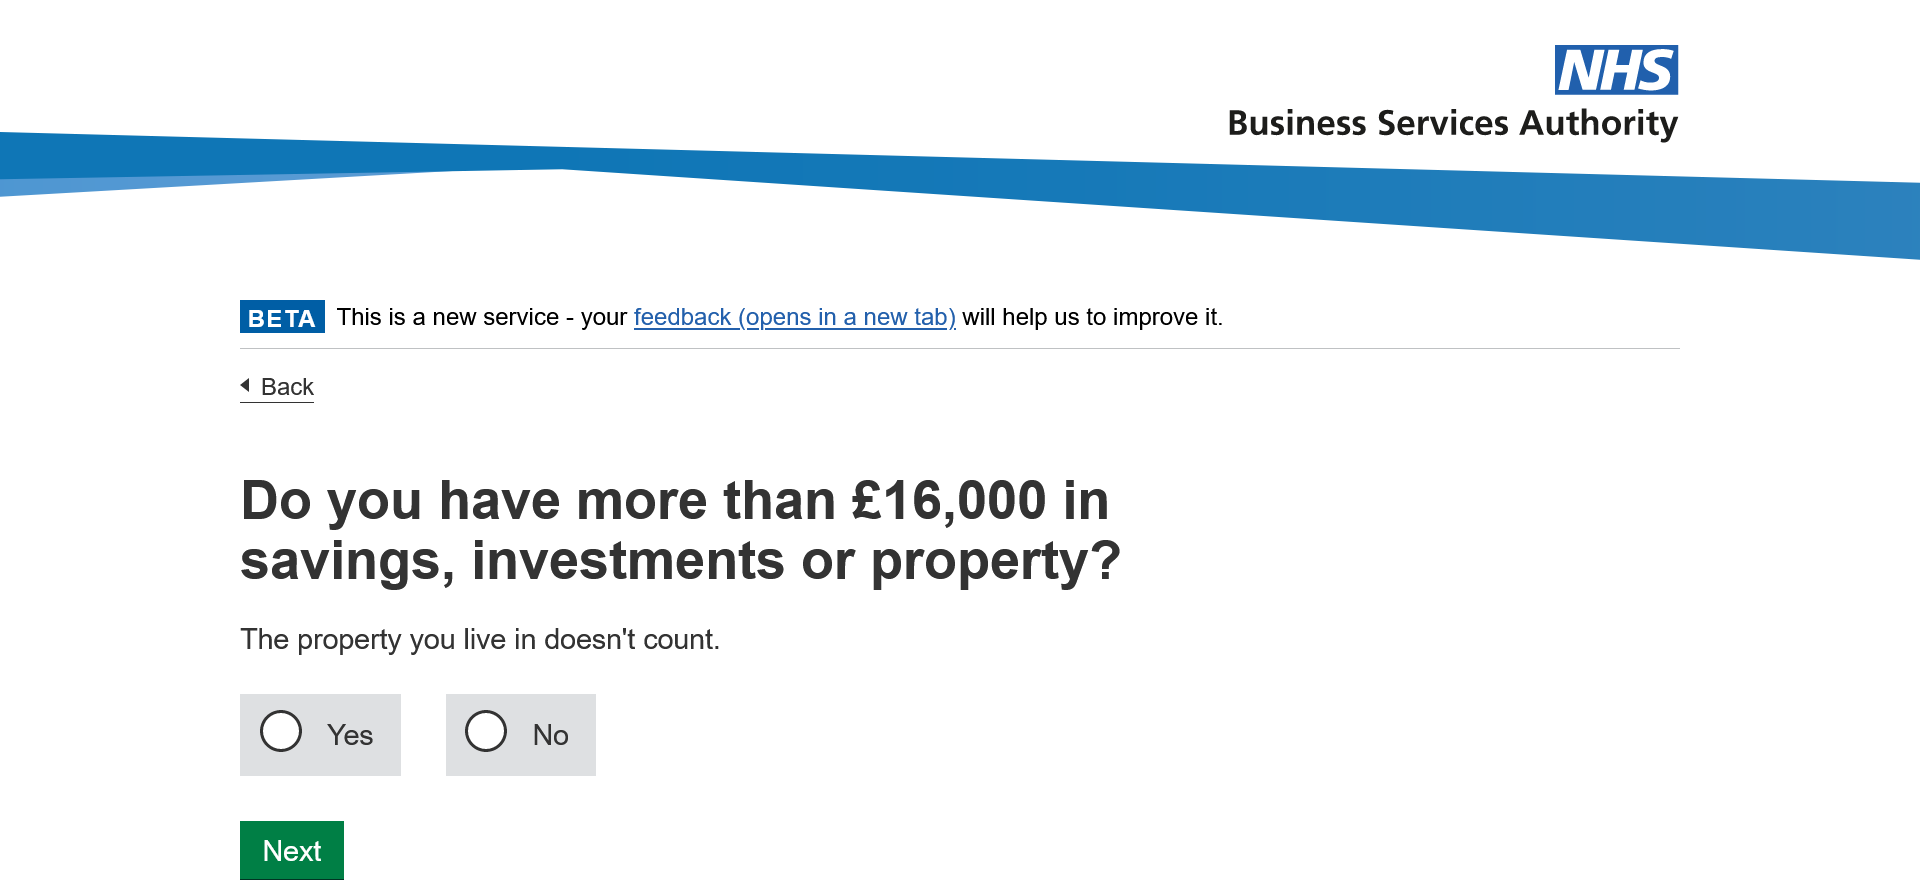 NHS
Business Services Authority
BETA This is a new service - your feedback (opens in a new tab) will help us to improve it.
Back
Do you have more than £16,000 in
savings, investments or property?
The property you live in doesn't count.
Yes No
Next